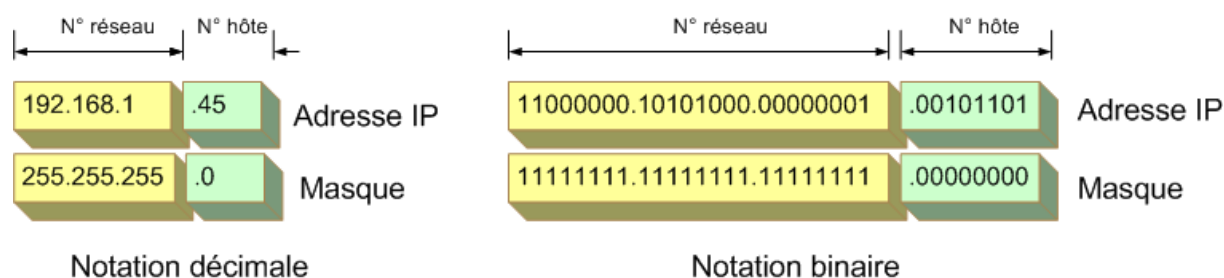 N° réseau N° hôte N° réseau N° hôte
192.168.1 .45 Adresse IP 11000000.10101000.00000001 .00101101 Adresse IP
255.255.255 .0 Masque 11111111.11111111.11111111 .00000000 Masque
Notation décimale Notation binaire